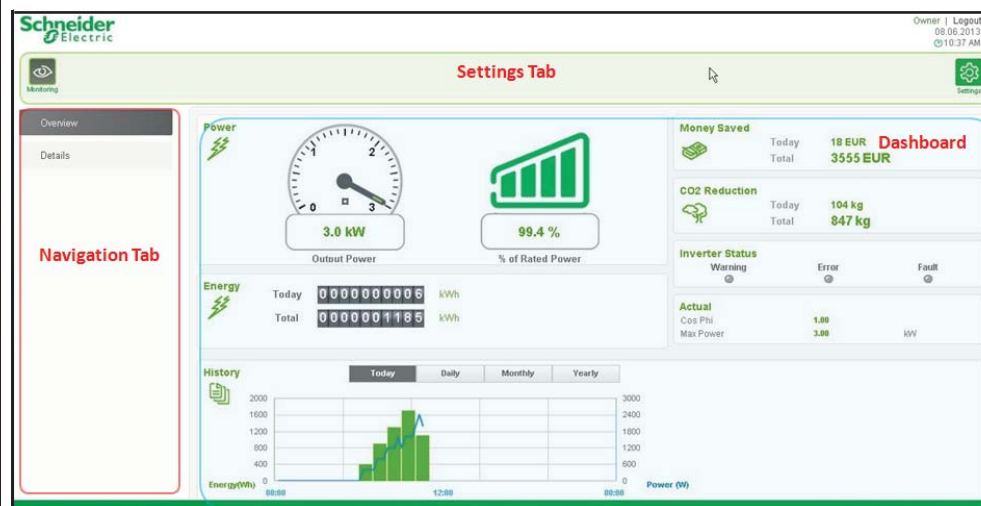 Schneider
Electric
Owner | Logout
08.06.2013
10:37 AM
Monitoring
Settings Tab
Settings
Overview
Details
Navigation Tab
Power
1
2
0
3
3.0 kW
Output Power
99.4 %
% of Rated Power
Energy
Today 0000000006 kWh
Total 0000001185 kWh
Money Saved
Today 18 EUR
Total 3555 EUR
Dashboard
CO2 Reduction
Today 104 kg
Total 847 kg
Inverter Status
Warning Error Fault
Actual
Cos Phi 1.00
Max Power 3.00 kW
History
Today Daily Monthly Yearly
2000 3000
1600 2400
1200 1800
800 1200
400 600
Energy(Wh) 0 0 Power (W)
00:00 12:00 00:00